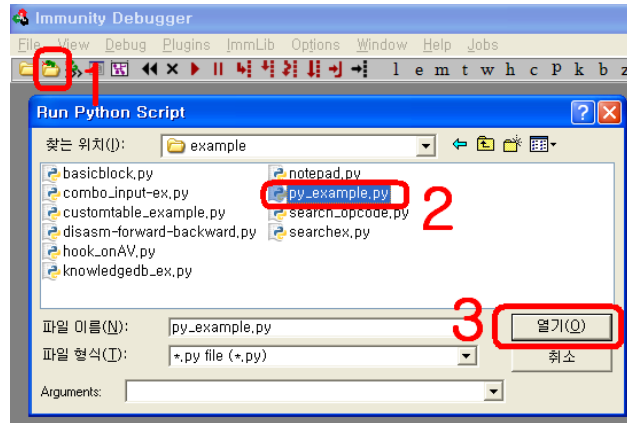 Immunity Debugger
File View Debug Plugins ImmLib Options Window Help Jobs
1 l e m t w h c P k b z
Run Python Script
찾는 위치(I): example
basicblock,py notepad,py
combo_input-ex,py py_example,py 2
customtable_example,py search_opcode,py
disasm-forward-backward,py searchex,py
hook_onAV,py
knowledgedb_ex,py
파일 이름(N): py_example,py 3 열기(O)
파일 형식(T): *,py file (*,py) 취소
Arguments: